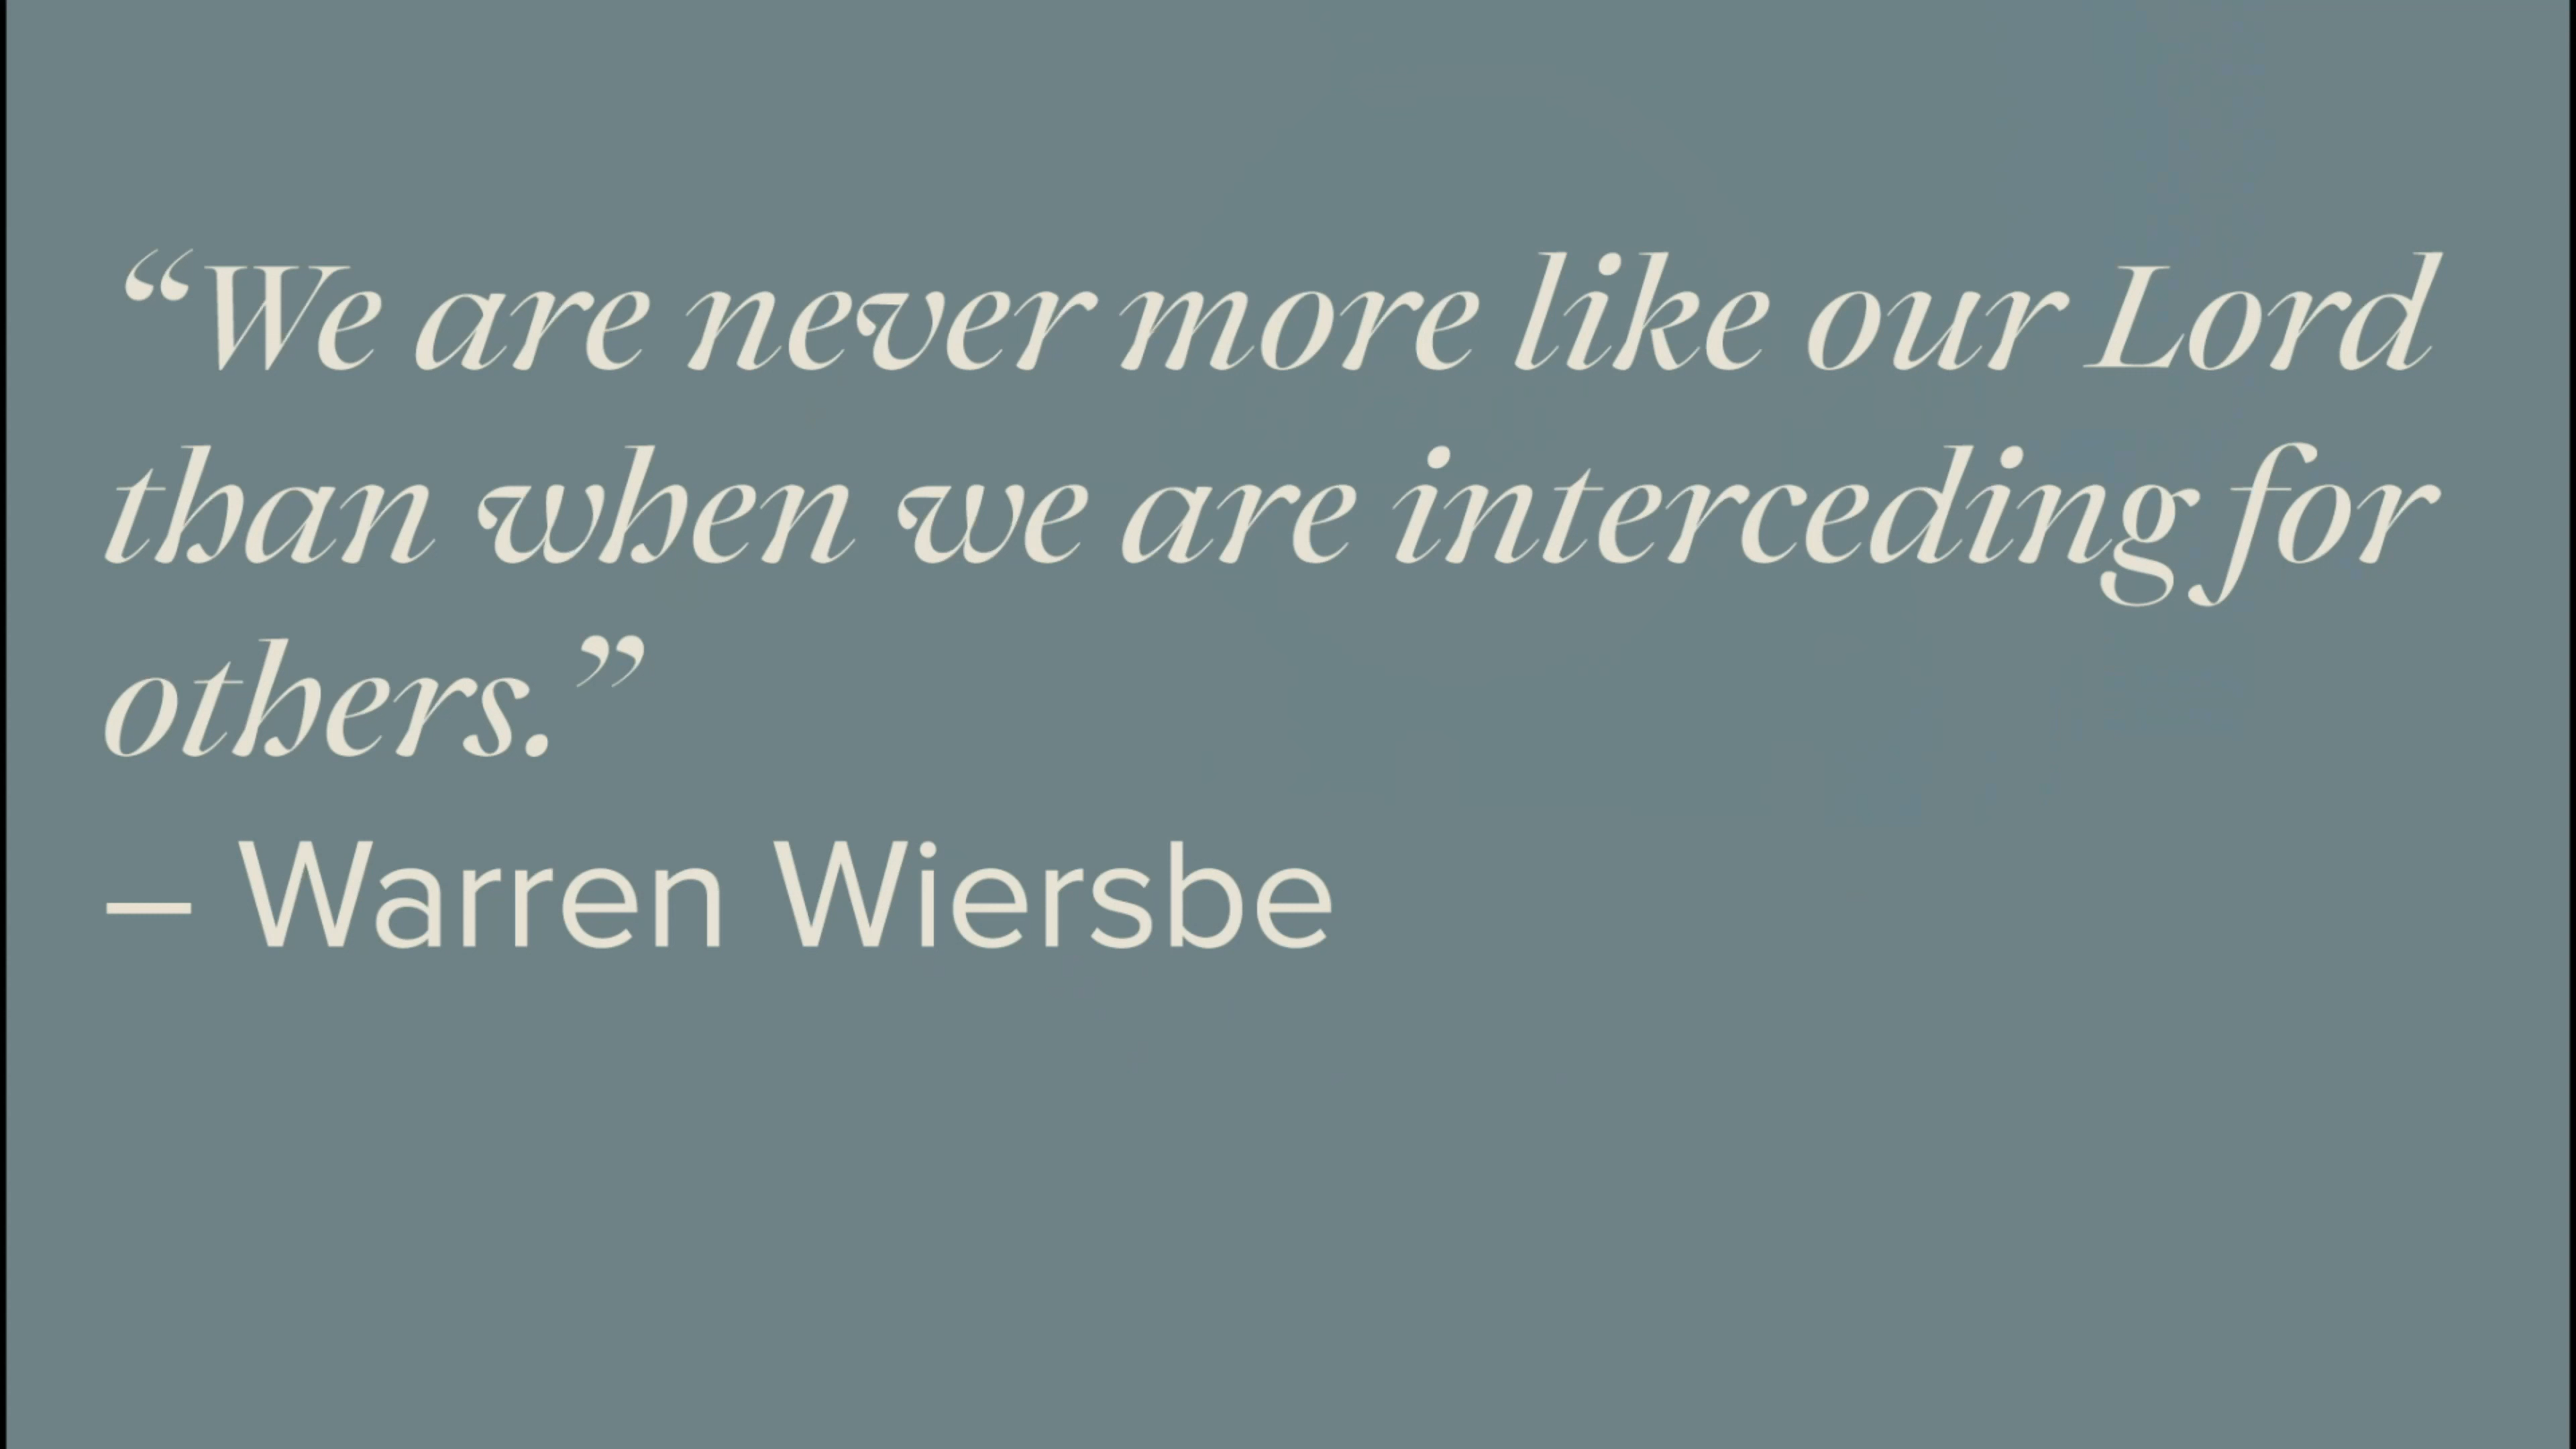 “We are never more like our Lord
than when we are interceding for
others.”
– Warren Wiersbe